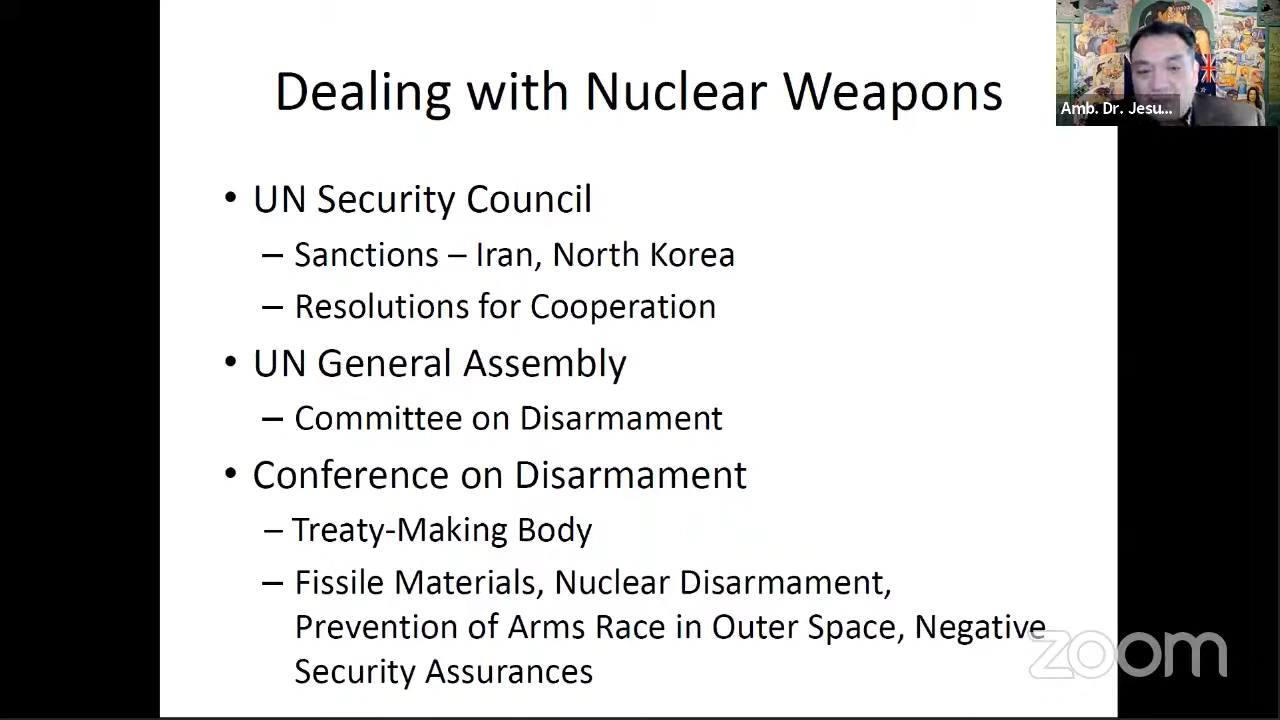 Dealing with Nuclear Weapons
Amb. Dr. Jesu...
• UN Security Council
– Sanctions – Iran, North Korea
– Resolutions for Cooperation
• UN General Assembly
– Committee on Disarmament
• Conference on Disarmament
– Treaty-Making Body
– Fissile Materials, Nuclear Disarmament,
Prevention of Arms Race in Outer Space, Negative
Security Assurances
zoom